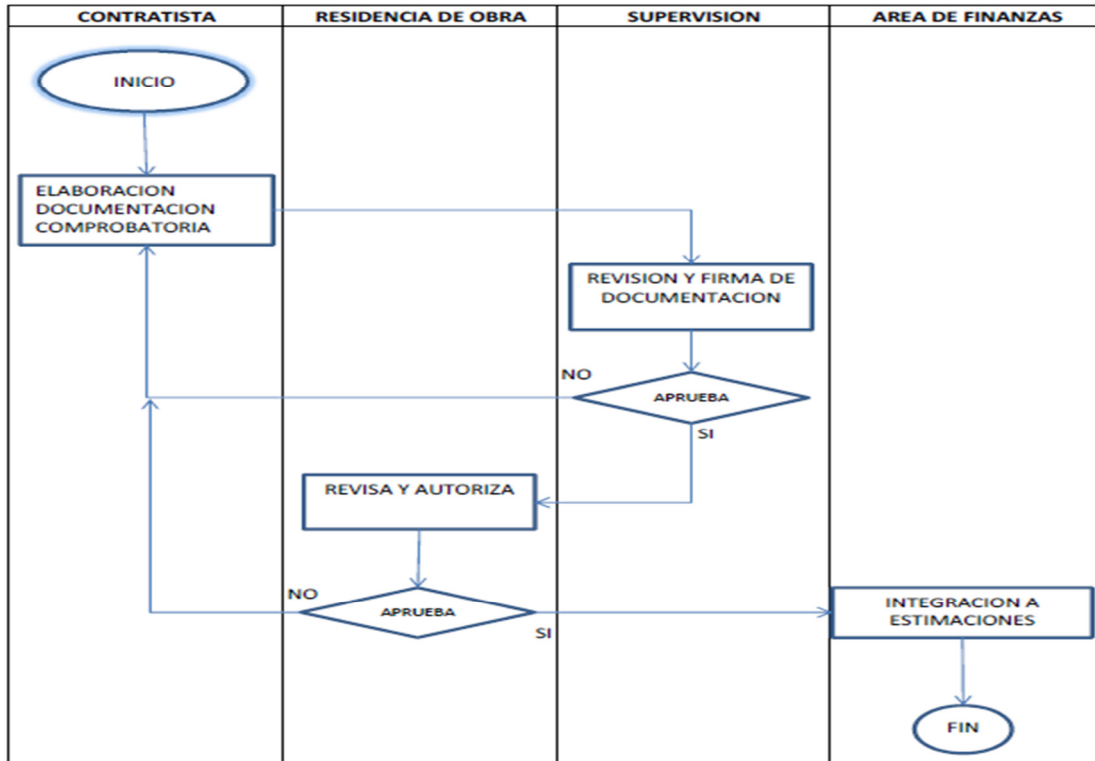 CONTRATISTA
RESIDENCIA DE OBRA
SUPERVISION
AREA DE FINANZAS
INICIO
ELABORACION
DOCUMENTACION
COMPROBATORIA
REVISION Y FIRMA DE
DOCUMENTACION
NO
APRUEBA
SI
REVISA Y AUTORIZA
NO
APRUEBA
SI
INTEGRACION A
ESTIMACIONES
FIN